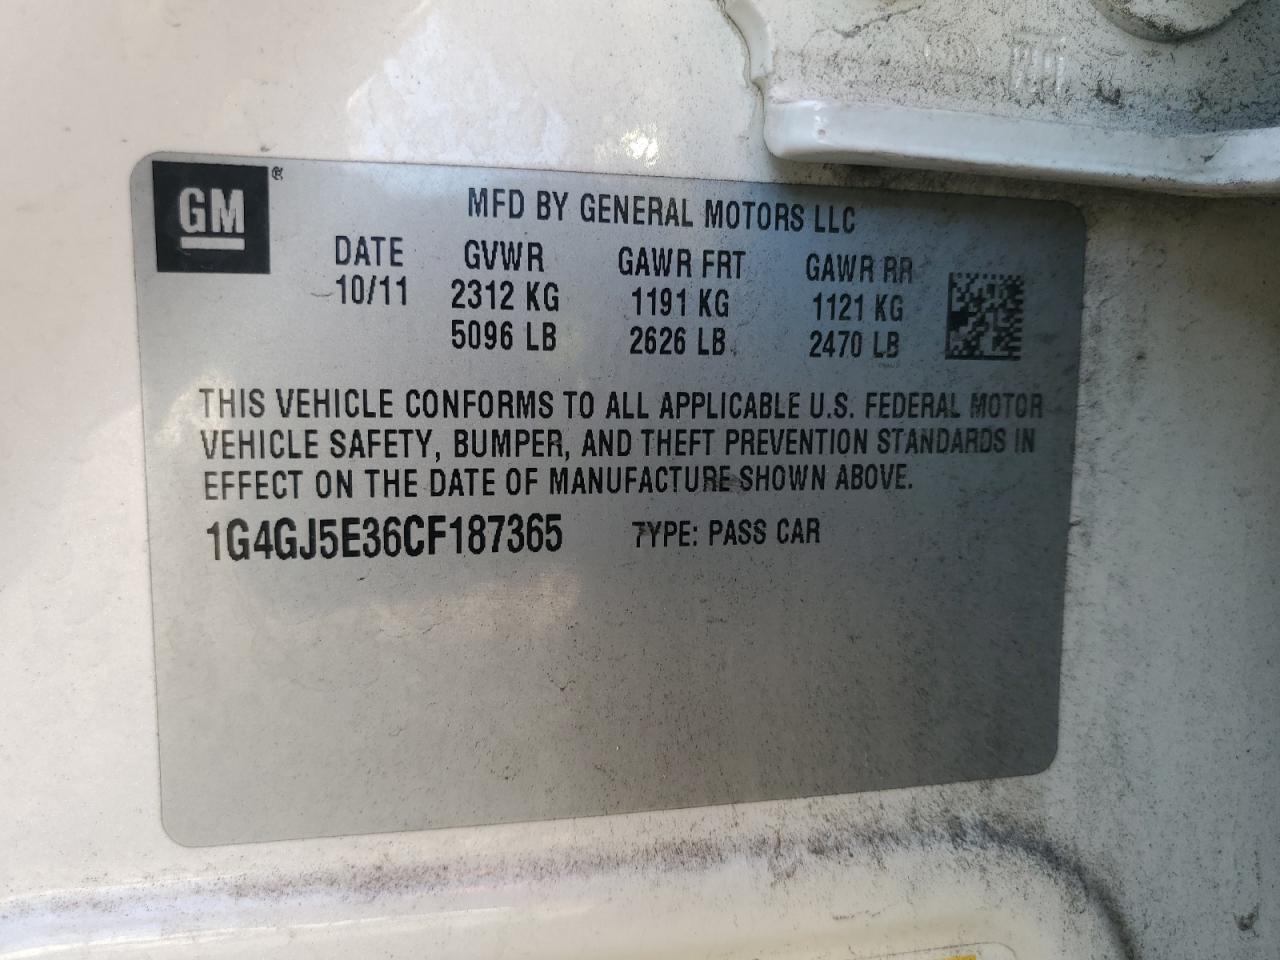 GM ®
MFD BY GENERAL MOTORS LLC
DATE GVWR GAWR FRT GAWR RR
10/11 2312 KG 1191 KG 1121 KG
5096 LB 2626 LB 2470 LB
THIS VEHICLE CONFORMS TO ALL APPLICABLE U.S. FEDERAL MOTOR
VEHICLE SAFETY, BUMPER, AND THEFT PREVENTION STANDARDS IN
EFFECT ON THE DATE OF MANUFACTURE SHOWN ABOVE.
1G4GJ5E36CF187365 TYPE: PASS CAR